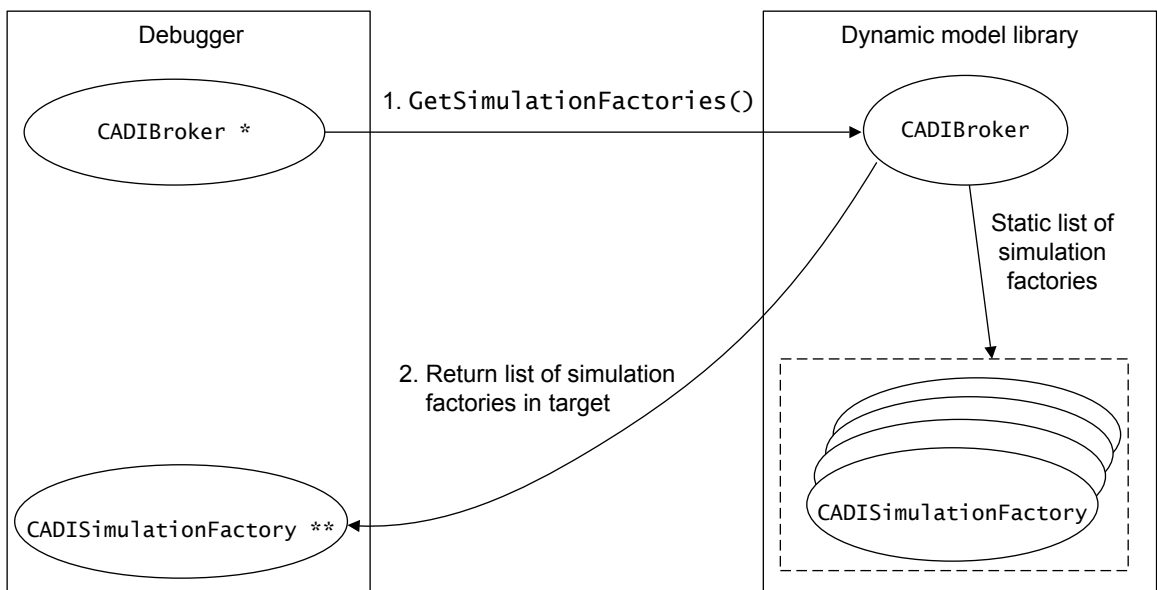 Debugger
Dynamic model library
CADIBroker *
1. GetSimulationFactories()
CADIBroker
Static list of
simulation
factories
2. Return list of simulation
factories in target
CADISimulationFactory **
CADISimulationFactory